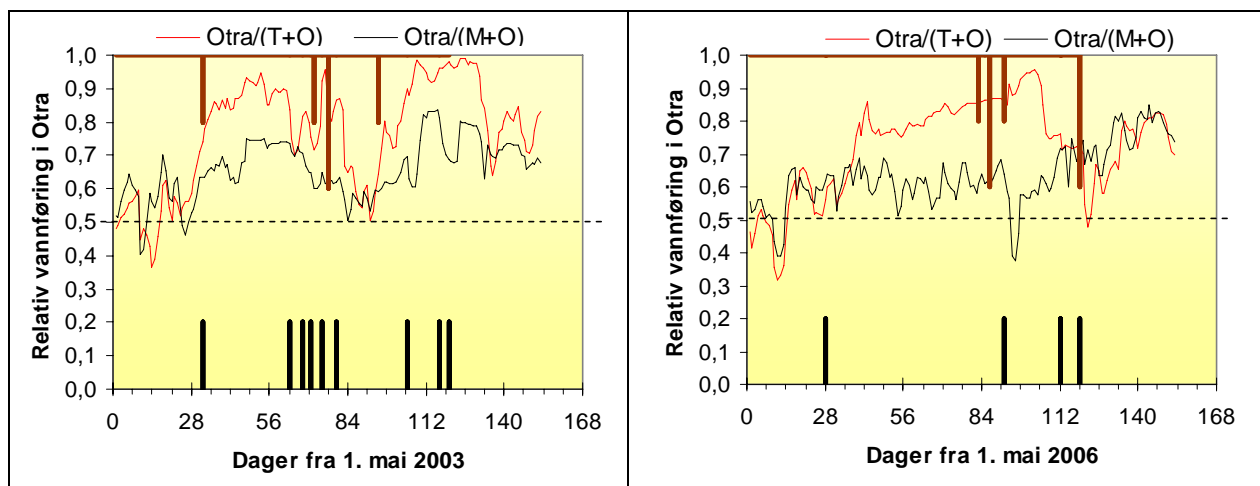 Otra/(T+O) Otra/(M+O)
Relativ vannføring i Otra
1,0
0,9
0,8
0,7
0,6
0,5
0,4
0,3
0,2
0,1
0,0
0 28 56 84 112 140 168
Dager fra 1. mai 2003
Otra/(T+O) Otra/(M+O)
Relativ vannføring i Otra
1,0
0,9
0,8
0,7
0,6
0,5
0,4
0,3
0,2
0,1
0,0
0 28 56 84 112 140 168
Dager fra 1. mai 2006